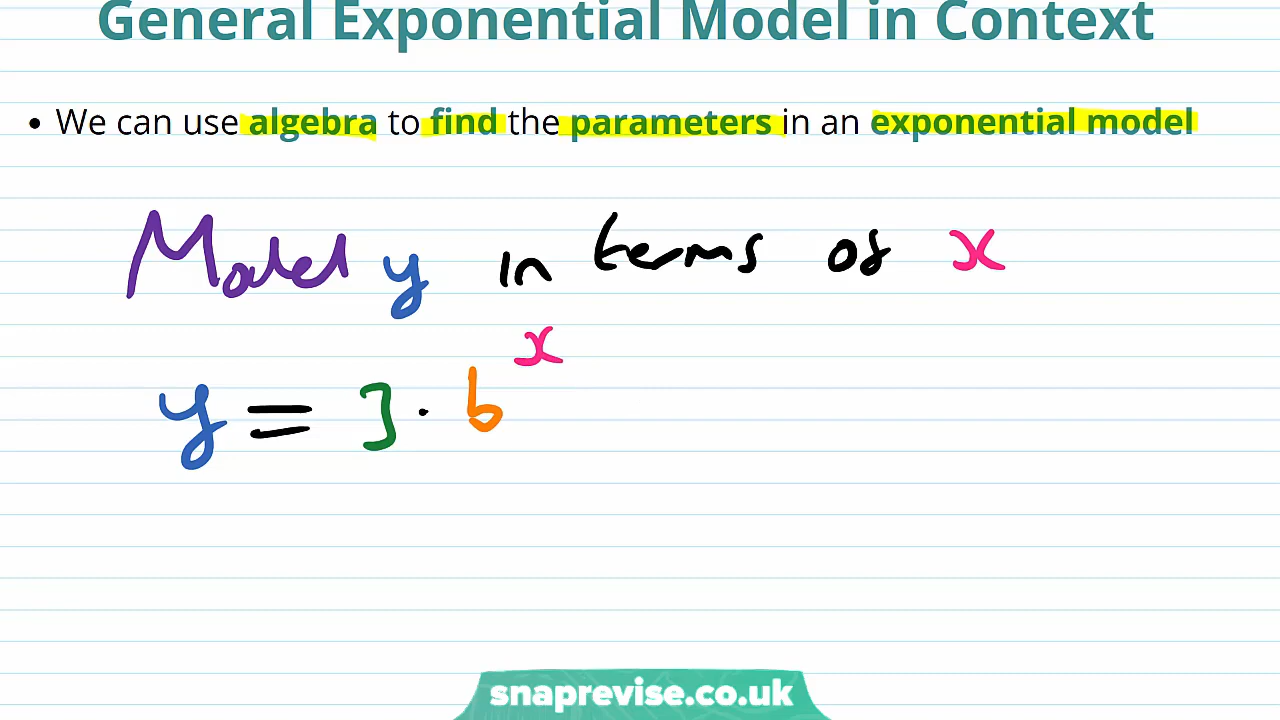 General Exponential Model in Context
• We can use algebra to find the parameters in an exponential model
Model y in terms of x
y = 3 · b^x
snaprevise.co.uk